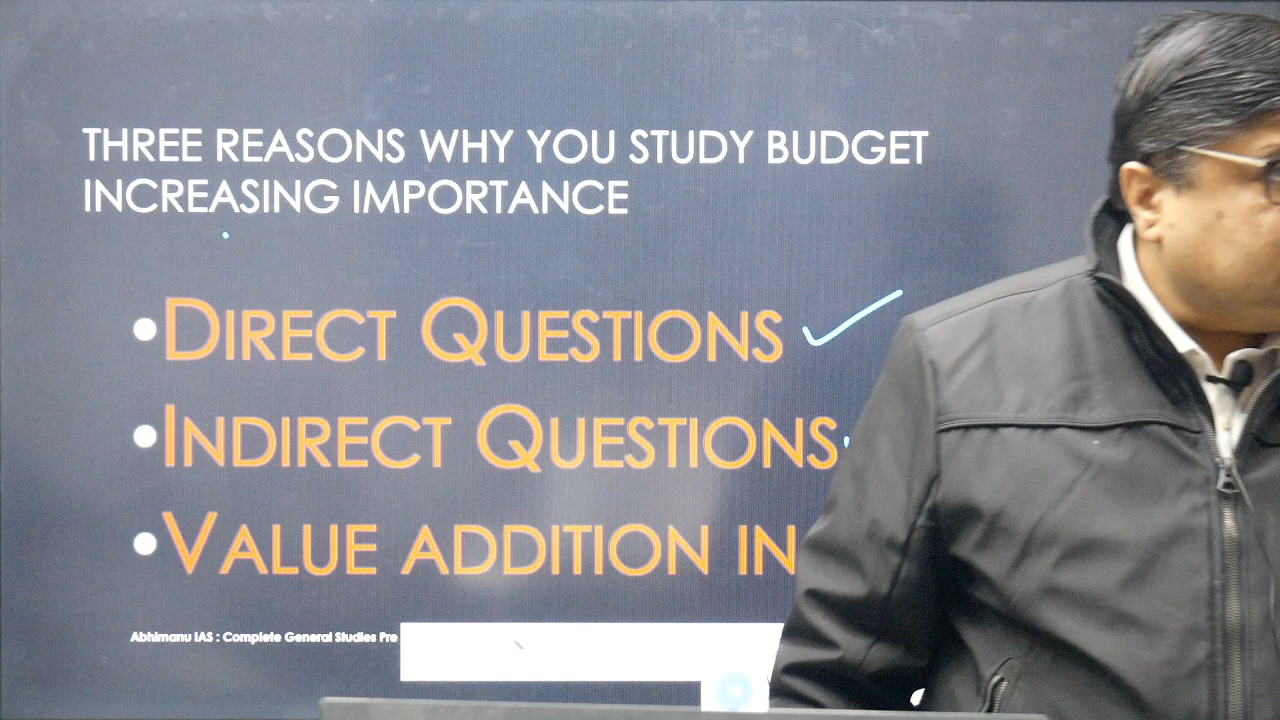 THREE REASONS WHY YOU STUDY BUDGET
INCREASING IMPORTANCE
• DIRECT QUESTIONS
• INDIRECT QUESTIONS
• VALUE ADDITION IN
Abhimanu IAS : Complete General Studies Pre